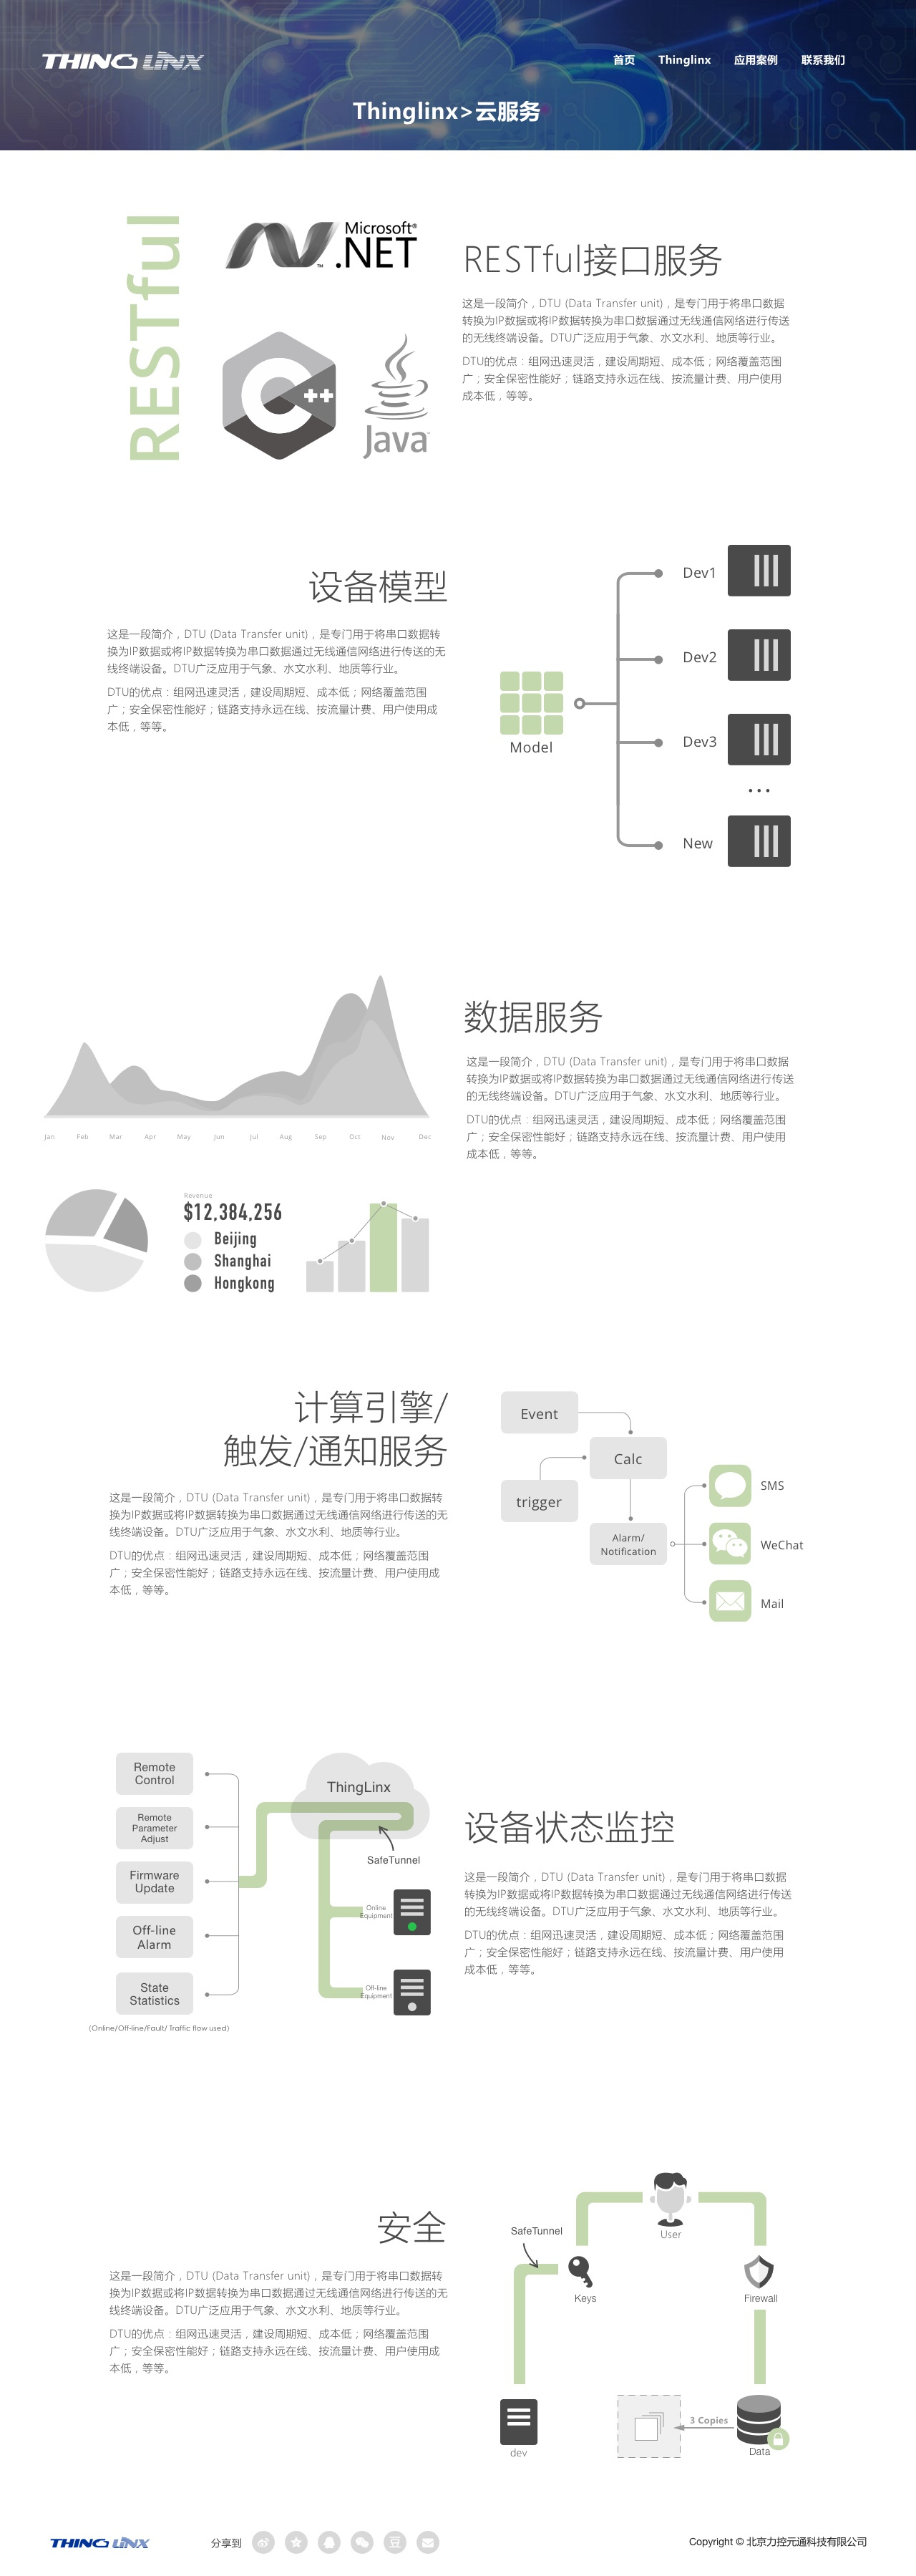 THING LINX
首页 Thinglinx 应用案例 联系我们
Thinglinx>云服务
RESTful
Microsoft®
.NET
™
C++
Java™
RESTful接口服务
这是一段简介，DTU (Data Transfer unit)，是专门用于将串口数据
转换为IP数据或将IP数据转换为串口数据通过无线通信网络进行传送
的无线终端设备。DTU广泛应用于气象、水文水利、地质等行业。
DTU的优点：组网迅速灵活，建设周期短、成本低；网络覆盖范围
广；安全保密性能好；链路支持永远在线、按流量计费、用户使用
成本低，等等。
设备模型
这是一段简介，DTU (Data Transfer unit)，是专门用于将串口数据转
换为IP数据或将IP数据转换为串口数据通过无线通信网络进行传送的无
线终端设备。DTU广泛应用于气象、水文水利、地质等行业。
DTU的优点：组网迅速灵活，建设周期短、成本低；网络覆盖范围
广；安全保密性能好；链路支持永远在线、按流量计费、用户使用成
本低，等等。
Model
Dev1
Dev2
Dev3
...
New
Jan Feb Mar Apr May Jun Jul Aug Sep Oct Nov Dec
Revenue
$12,384,256
Beijing
Shanghai
Hongkong
数据服务
这是一段简介，DTU (Data Transfer unit)，是专门用于将串口数据
转换为IP数据或将IP数据转换为串口数据通过无线通信网络进行传送
的无线终端设备。DTU广泛应用于气象、水文水利、地质等行业。
DTU的优点：组网迅速灵活，建设周期短、成本低；网络覆盖范围
广；安全保密性能好；链路支持永远在线、按流量计费、用户使用
成本低，等等。
计算引擎/
触发/通知服务
这是一段简介，DTU (Data Transfer unit)，是专门用于将串口数据转
换为IP数据或将IP数据转换为串口数据通过无线通信网络进行传送的无
线终端设备。DTU广泛应用于气象、水文水利、地质等行业。
DTU的优点：组网迅速灵活，建设周期短、成本低；网络覆盖范围
广；安全保密性能好；链路支持永远在线、按流量计费、用户使用成
本低，等等。
Event
Calc
trigger
Alarm/
Notification
SMS
WeChat
Mail
Remote
Control
Remote
Parameter
Adjust
Firmware
Update
Off-line
Alarm
State
Statistics
(Online/Off-line/Fault/ Traffic flow used)
ThingLinx
SafeTunnel
Online
Equipment
Off-line
Equipment
设备状态监控
这是一段简介，DTU (Data Transfer unit)，是专门用于将串口数据
转换为IP数据或将IP数据转换为串口数据通过无线通信网络进行传送
的无线终端设备。DTU广泛应用于气象、水文水利、地质等行业。
DTU的优点：组网迅速灵活，建设周期短、成本低；网络覆盖范围
广；安全保密性能好；链路支持永远在线、按流量计费、用户使用
成本低，等等。
安全
这是一段简介，DTU (Data Transfer unit)，是专门用于将串口数据转
换为IP数据或将IP数据转换为串口数据通过无线通信网络进行传送的无
线终端设备。DTU广泛应用于气象、水文水利、地质等行业。
DTU的优点：组网迅速灵活，建设周期短、成本低；网络覆盖范围
广；安全保密性能好；链路支持永远在线、按流量计费、用户使用成
本低，等等。
User
SafeTunnel
Keys
Firewall
dev
3 Copies
Data
THING LINX
分享到
豆
Copyright © 北京力控元通科技有限公司